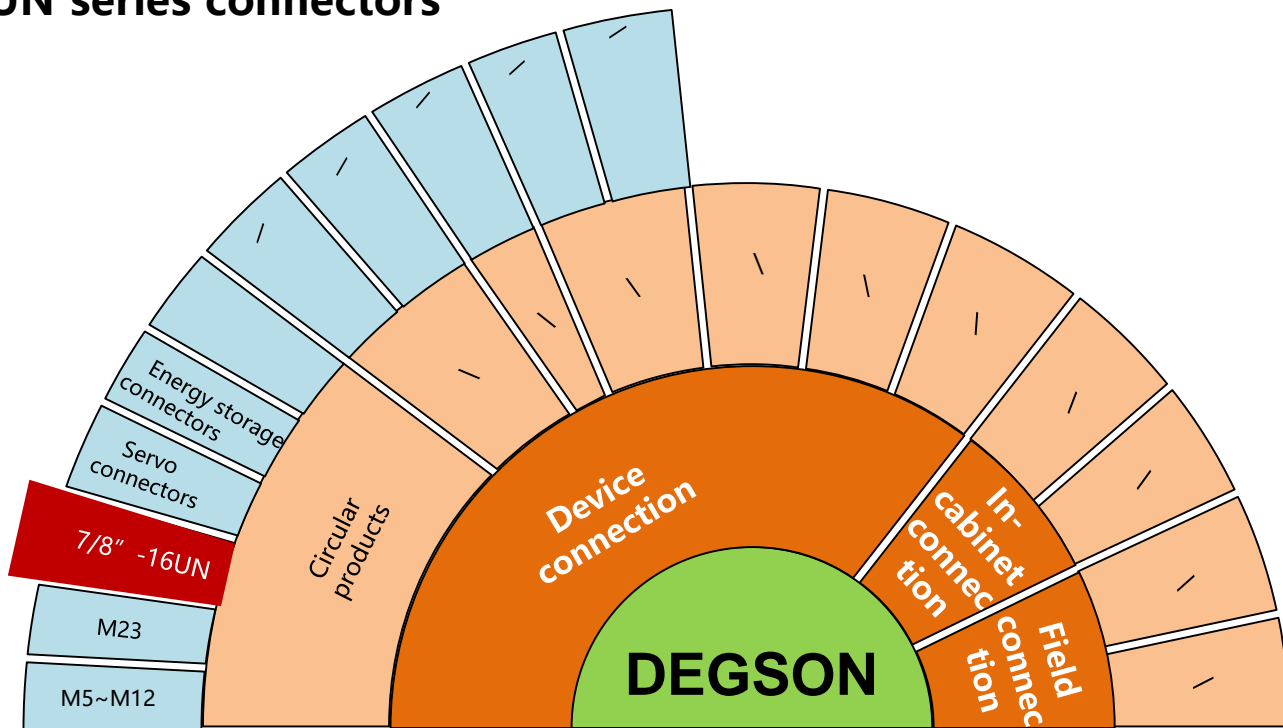 UN series connectors
Energy storage
connectors
Servo
connectors
7/8” -16UN
M23
M5~M12
Circular
products
Device
connection
In-
cabinet
connec
tion
Field
connec
tion
DEGSON